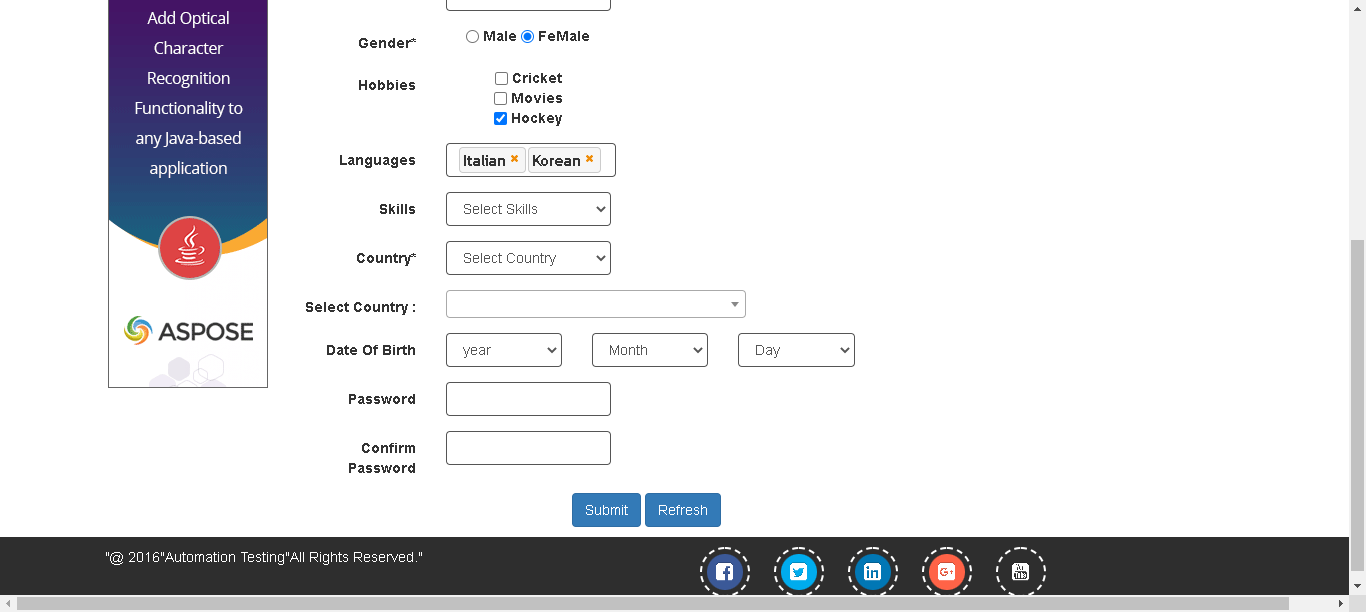 Add Optical
Character
Recognition
Functionality to
any Java-based
application
ASPOSE
Gender*
Male FeMale
Hobbies
Cricket
Movies
Hockey
Languages
Italian × Korean ×
Skills
Select Skills
Country*
Select Country
Select Country :
Date Of Birth
year Month Day
Password
Confirm
Password
Submit Refresh
"@ 2016"Automation Testing"All Rights Reserved."